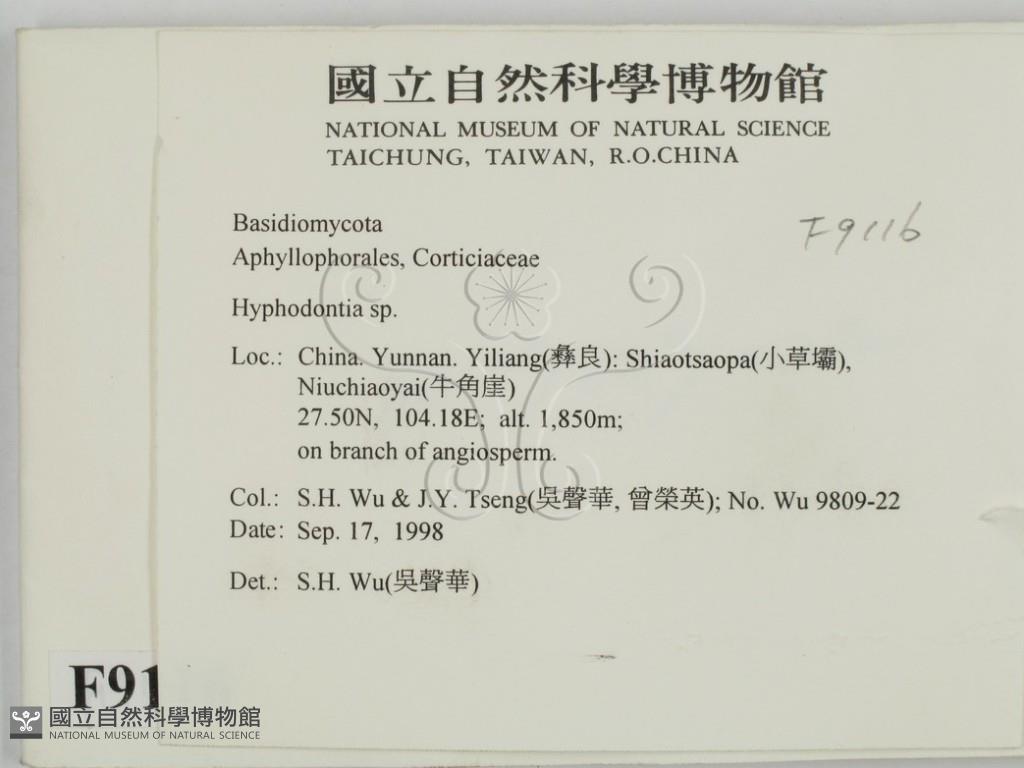 國立自然科學博物館
NATIONAL MUSEUM OF NATURAL SCIENCE
TAICHUNG, TAIWAN, R.O.CHINA
Basidiomycota
F9116
Aphyllophorales, Corticiaceae
Hyphodontia sp.
Loc.: China. Yunnan. Yiliang(彝良): Shiaotsaopa(小草壩),
Niuchiaoyai(牛角崖)
27.50N, 104.18E; alt. 1,850m;
on branch of angiosperm.
Col.: S.H. Wu & J.Y. Tseng(吳聲華, 曾榮英); No. Wu 9809-22
Date: Sep. 17, 1998
Det.: S.H. Wu(吳聲華)
F91
國立自然科學博物館
NATIONAL MUSEUM OF NATURAL SCIENCE